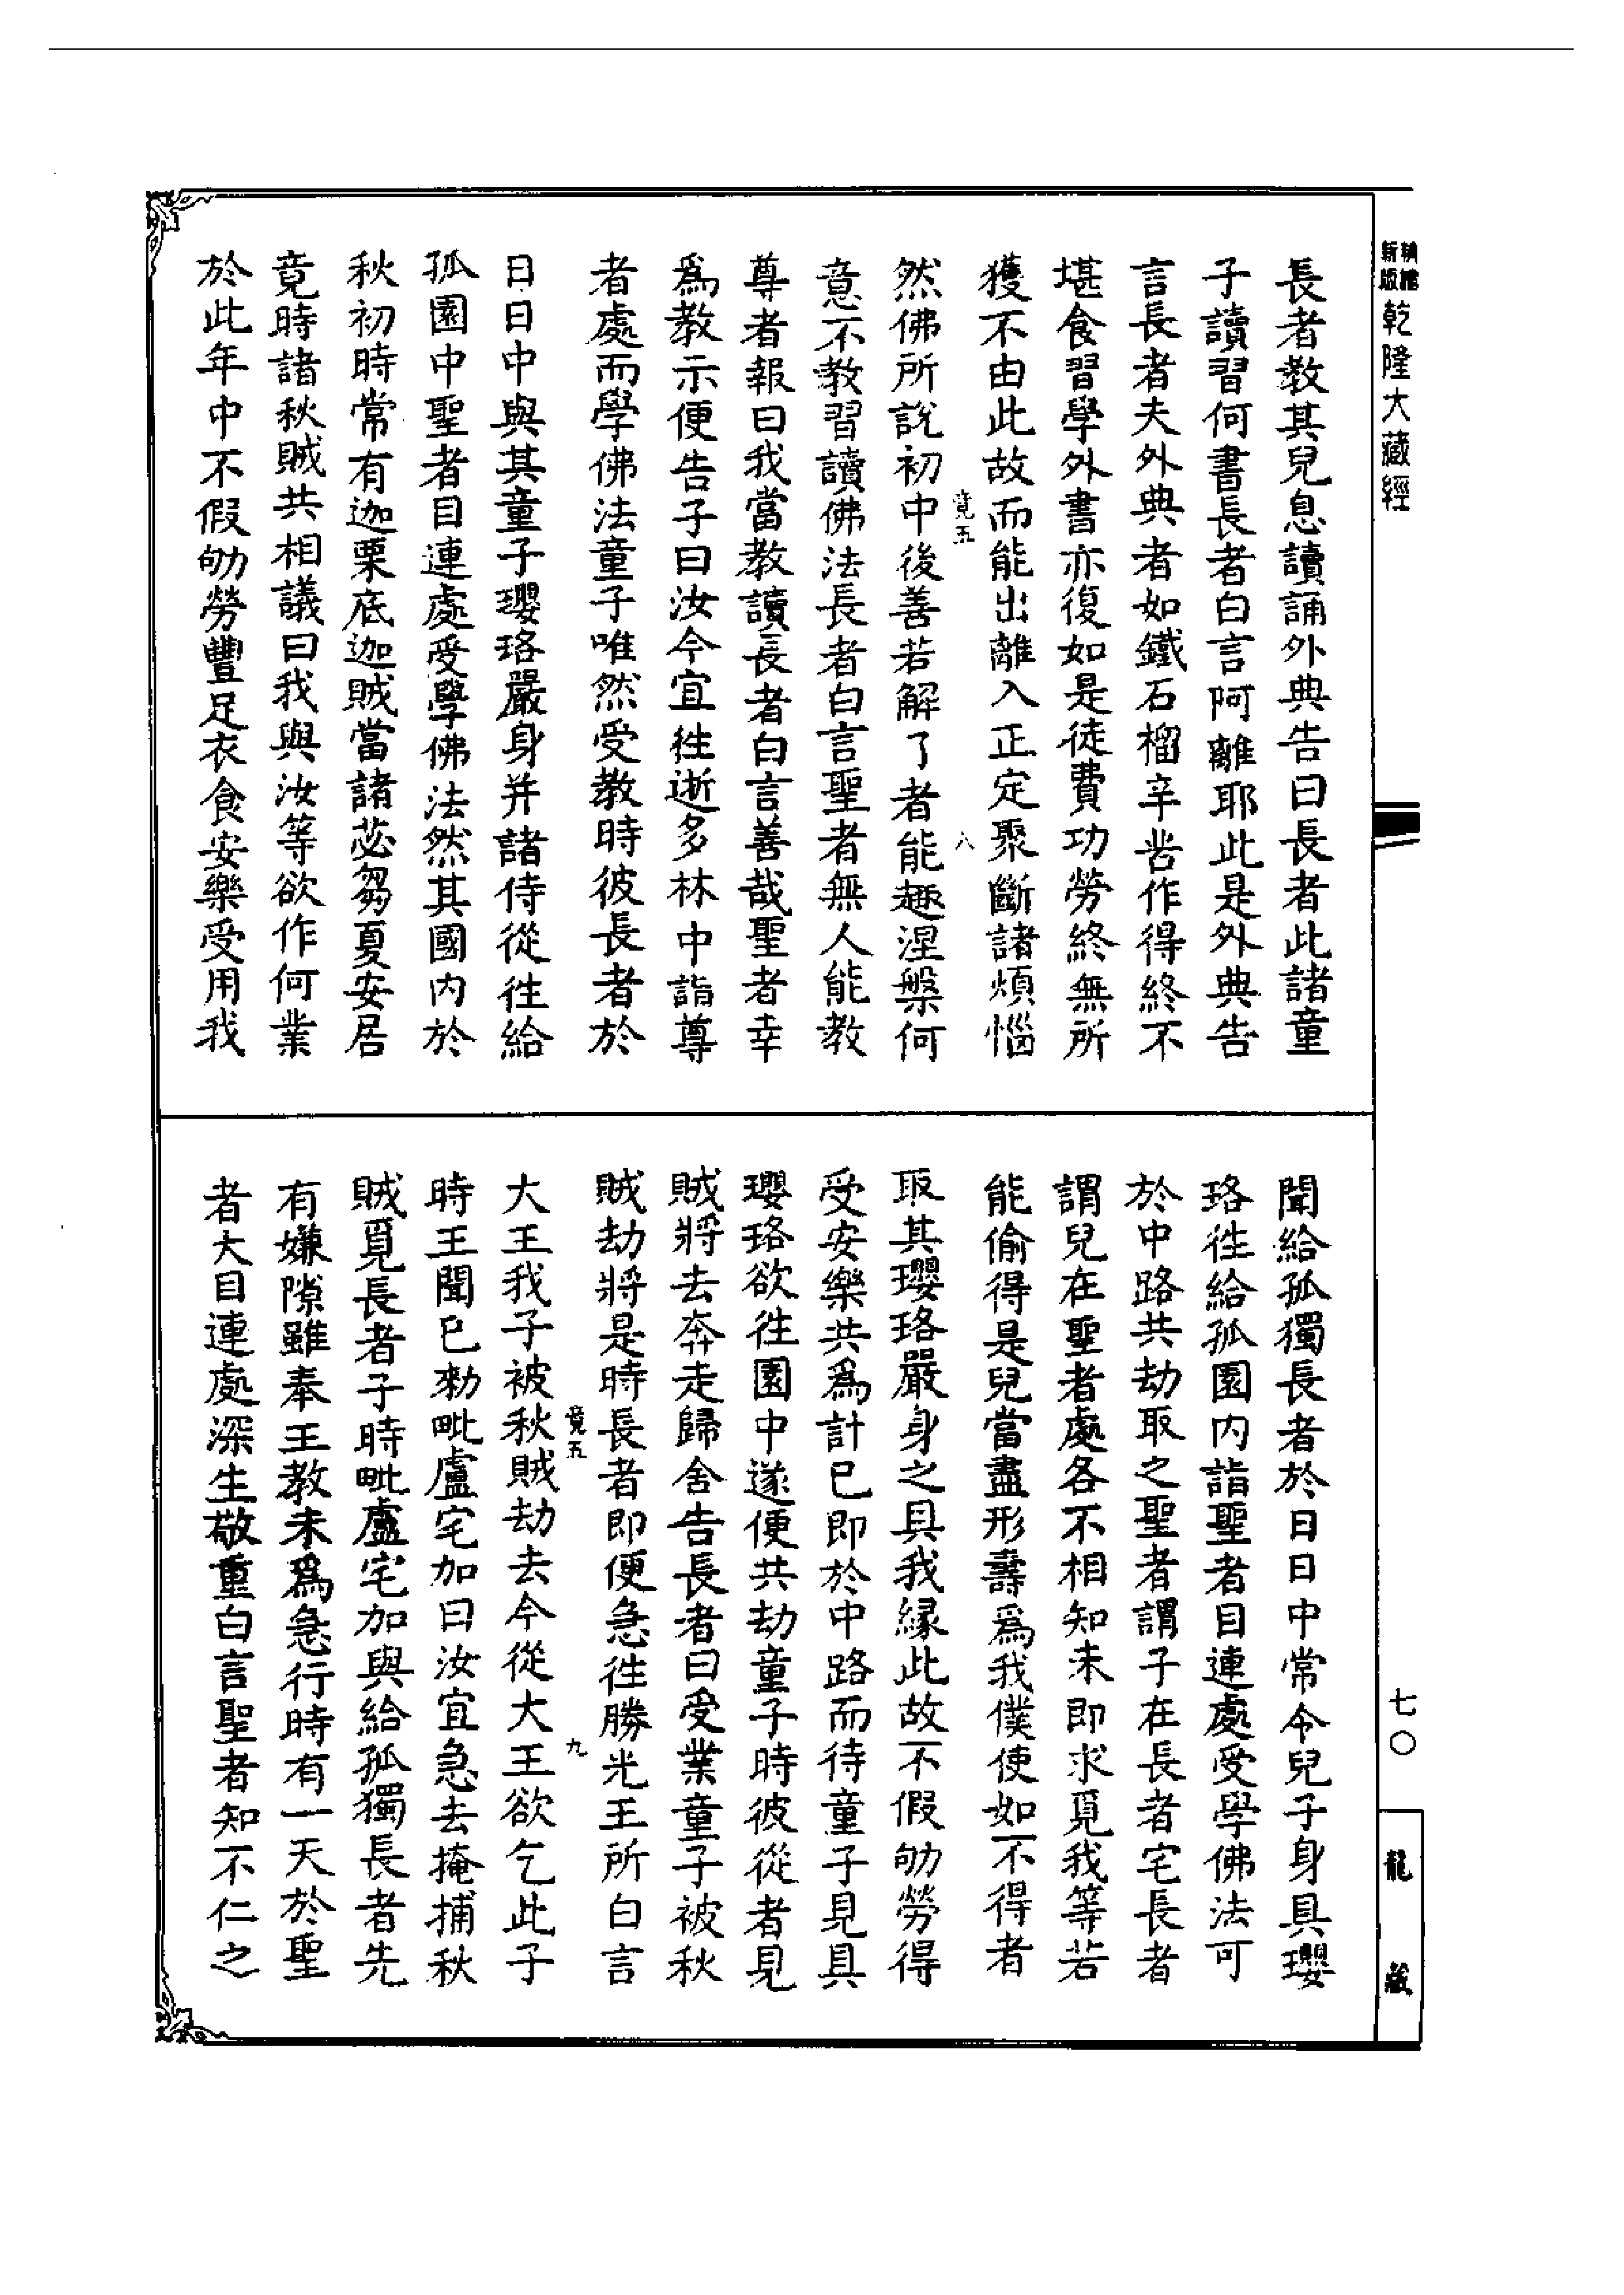 新編縮版
乾隆大藏經
長者教其兒息讀誦外典告曰長者此諸童
子讀習何書長者白言阿離耶此是外典告
言長者夫外典者如鐵石榴辛苦作得終不
堪食習學外書亦復如是徒費功勞終無所
獲不由此故而能出離入正定聚斷諸煩惱
竟五
八
然佛所說初中後善若解了者能趣涅槃何
意不教習讀佛法長者白言聖者無人能教
尊者報曰我當教讀長者白言善哉聖者幸
爲教示便告子曰汝今宜往逝多林中詣尊
者處而學佛法童子唯然受教時彼長者於
日日中與其童子瓔珞嚴身并諸侍從往給
孤園中聖者目連處受學佛法然其國內於
秋初時常有迦栗底迦賊當諸苾芻夏安居
竟時諸秋賊共相議曰我與汝等欲作何業
於此年中不假劬勞豐足衣食安樂受用我
聞給孤獨長者於日日中常令兒子身具瓔
珞往給孤園內詣聖者目連處受學佛法可
於中路共劫取之聖者謂子在長者宅長者
謂兒在聖者處各不相知未即求覓我等若
能偷得是兒當盡形壽爲我僕使如不得者
取其瓔珞嚴身之具我緣此故不假劬勞得
受安樂共爲計已即於中路而待童子見具
瓔珞欲往園中遂便共劫童子時彼從者見
賊將去奔走歸舍告長者曰受業童子被秋
賊劫將是時長者即便急往勝光王所白言
竟五
九
大王我子被秋賊劫去今從大王欲乞此子
時王聞已勑毗盧宅加曰汝宜急去掩捕秋
賊覓長者子時毗盧宅加與給孤獨長者先
有嫌隙雖奉王教未爲急行時有一天於聖
者大目連處深生敬重白言聖者知不仁之
七〇
龍藏